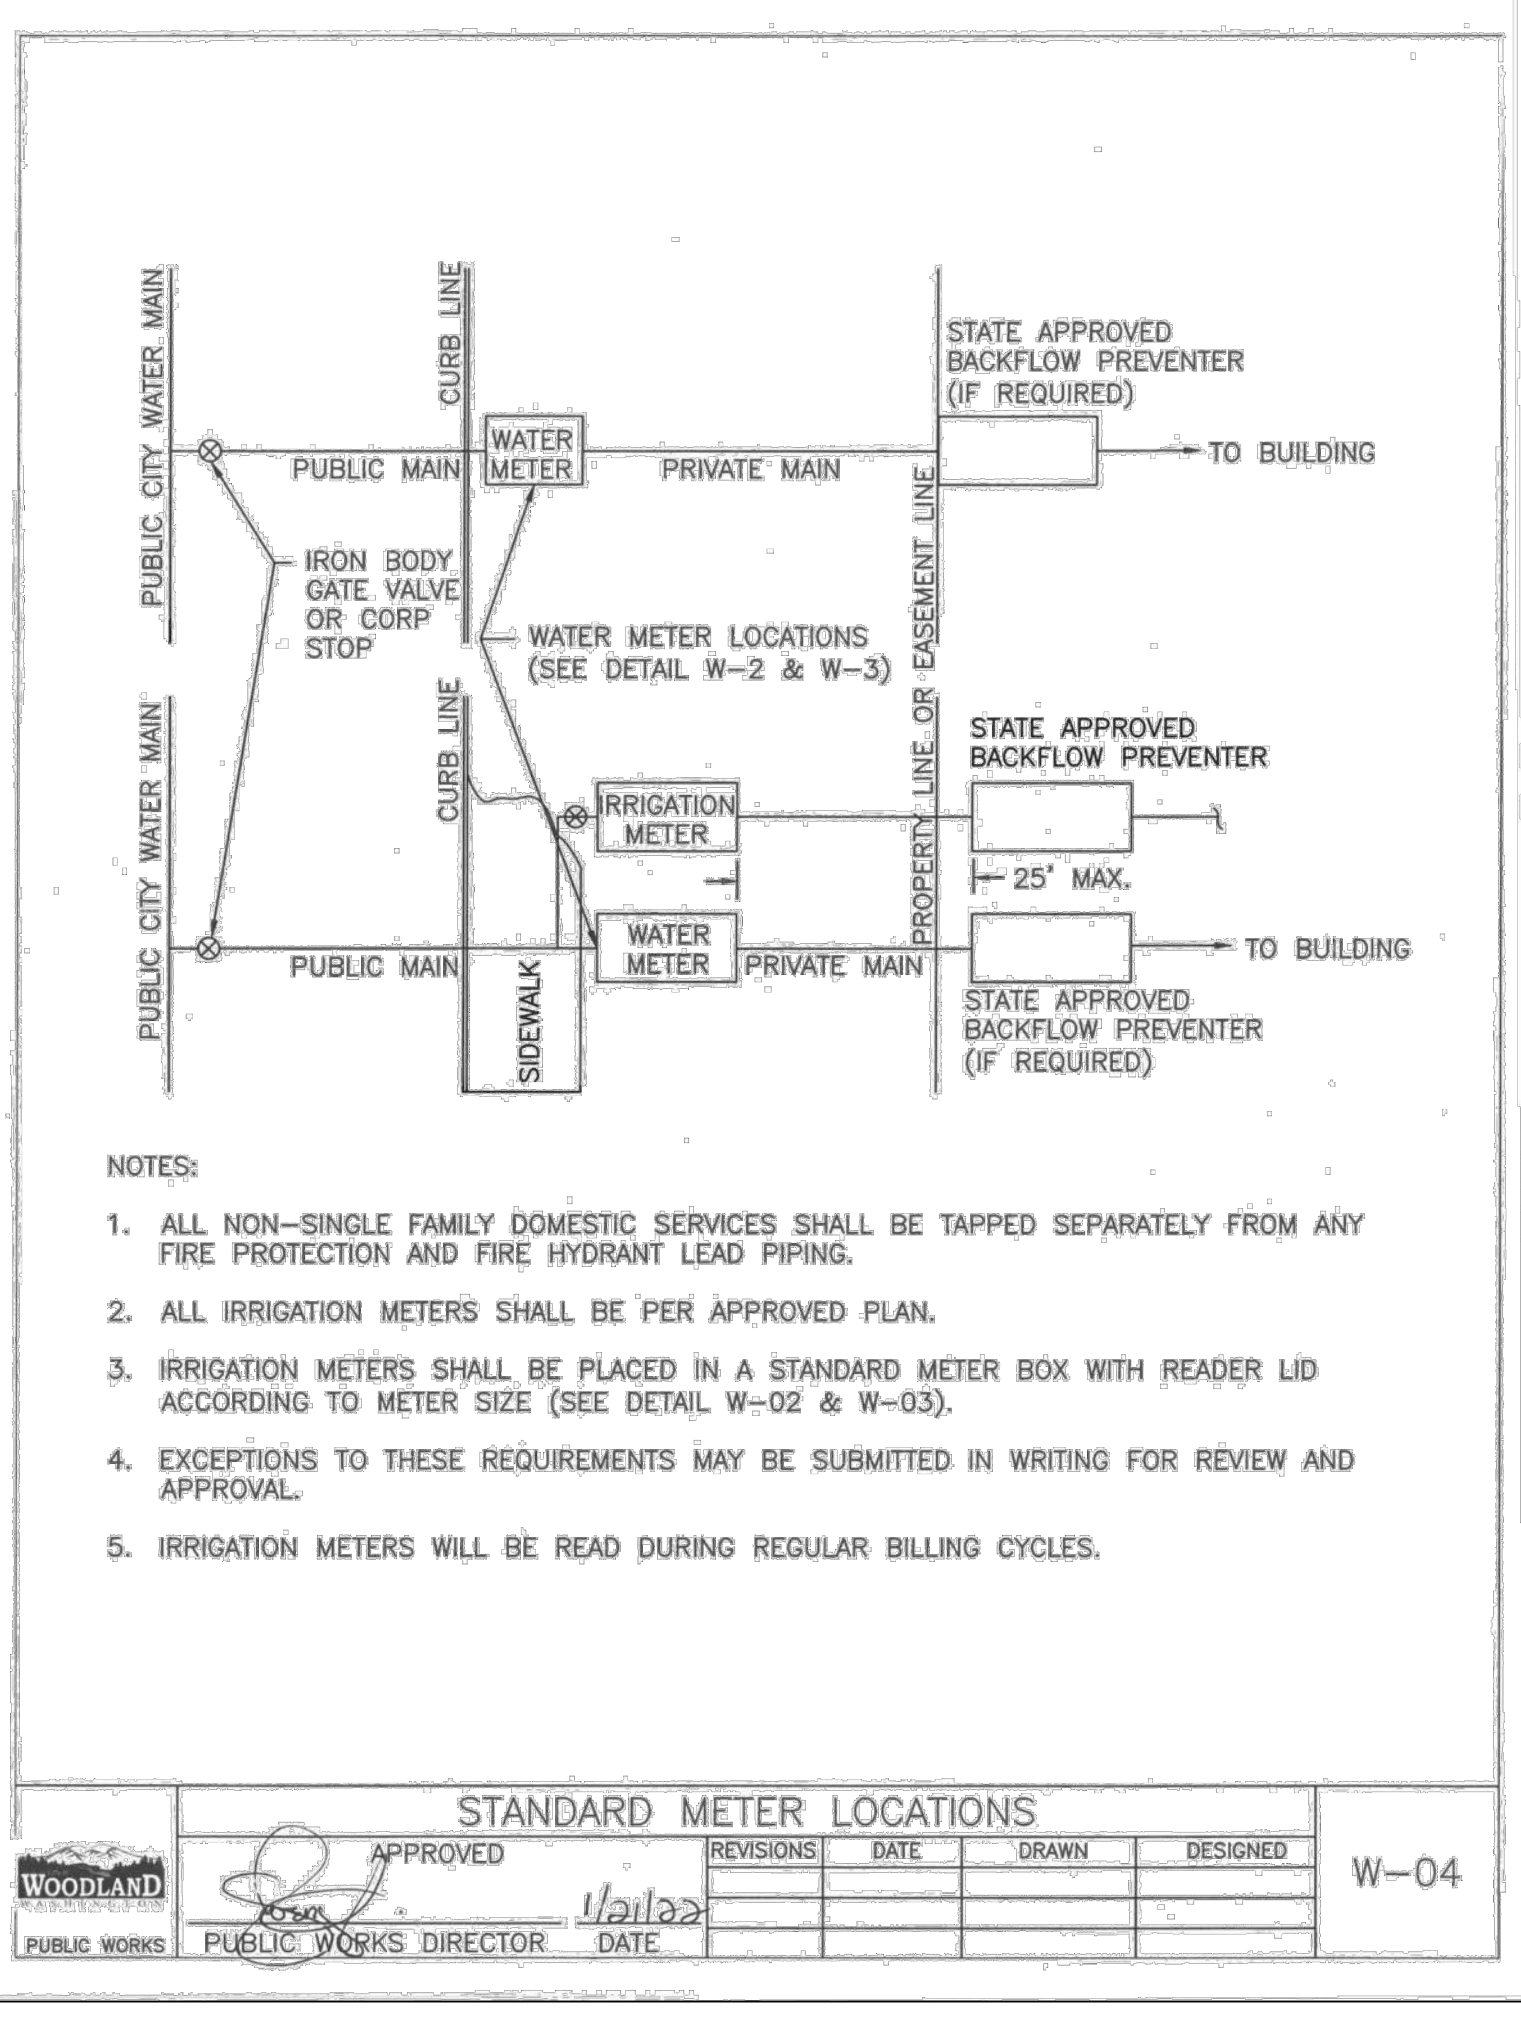 PUBLIC CITY WATER MAIN
CURB LINE
STATE APPROVED
BACKFLOW PREVENTER
(IF REQUIRED)
WATER
METER
PUBLIC MAIN
PRIVATE MAIN
TO BUILDING
IRON BODY
GATE VALVE
OR CORP
STOP
WATER METER LOCATIONS
(SEE DETAIL W-2 & W-3)
PROPERTY LINE OR EASEMENT LINE
PUBLIC CITY WATER MAIN
CURB LINE
STATE APPROVED
BACKFLOW PREVENTER
IRRIGATION
METER
25' MAX.
WATER
METER
PUBLIC MAIN
PRIVATE MAIN
TO BUILDING
SIDEWALK
STATE APPROVED
BACKFLOW PREVENTER
(IF REQUIRED)
NOTES:
1. ALL NON-SINGLE FAMILY DOMESTIC SERVICES SHALL BE TAPPED SEPARATELY FROM ANY
FIRE PROTECTION AND FIRE HYDRANT LEAD PIPING.
2. ALL IRRIGATION METERS SHALL BE PER APPROVED PLAN.
3. IRRIGATION METERS SHALL BE PLACED IN A STANDARD METER BOX WITH READER LID
ACCORDING TO METER SIZE (SEE DETAIL W-02 & W-03).
4. EXCEPTIONS TO THESE REQUIREMENTS MAY BE SUBMITTED IN WRITING FOR REVIEW AND
APPROVAL.
5. IRRIGATION METERS WILL BE READ DURING REGULAR BILLING CYCLES.
STANDARD METER LOCATIONS
APPROVED
REVISIONS DATE DRAWN DESIGNED
W-04
WOODLAND
WASHINGTON
1/21/22
PUBLIC WORKS
PUBLIC WORKS DIRECTOR DATE